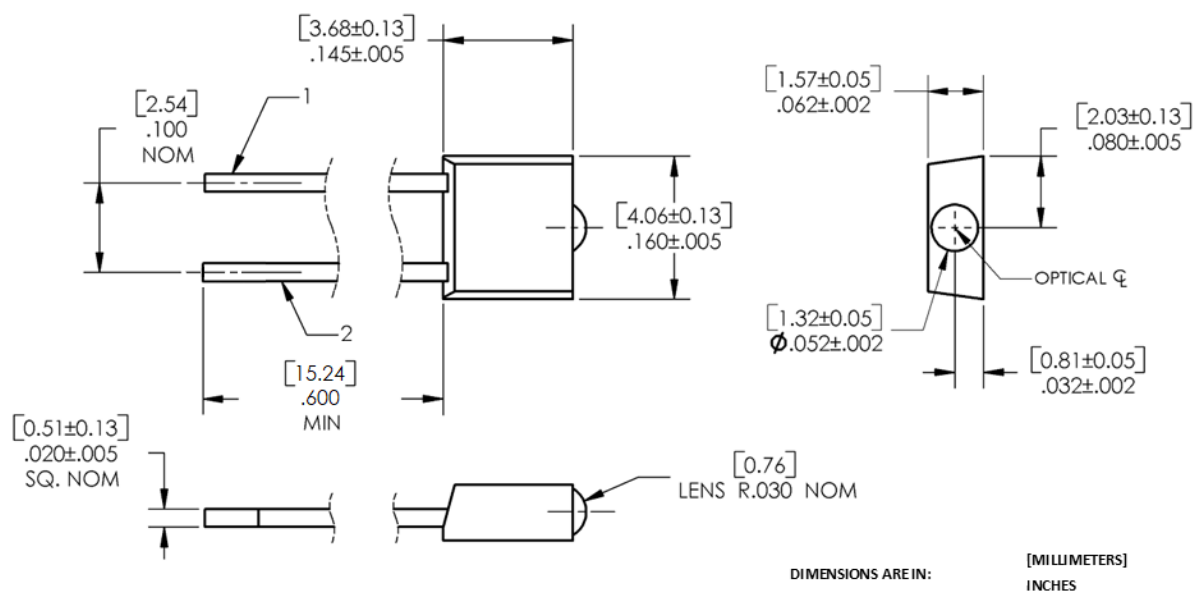 [3.68±0.13]
.145±.005
[2.54]
.100
NOM
1
[4.06±0.13]
.160±.005
2
[15.24]
.600
MIN
[1.57±0.05]
.062±.002
[2.03±0.13]
.080±.005
OPTICAL ℄
[1.32±0.05]
ϕ.052±.002
[0.81±0.05]
.032±.002
[0.51±0.13]
.020±.005
SQ. NOM
[0.76]
LENS R.030 NOM
DIMENSIONS ARE IN:
[MILLIMETERS]
INCHES